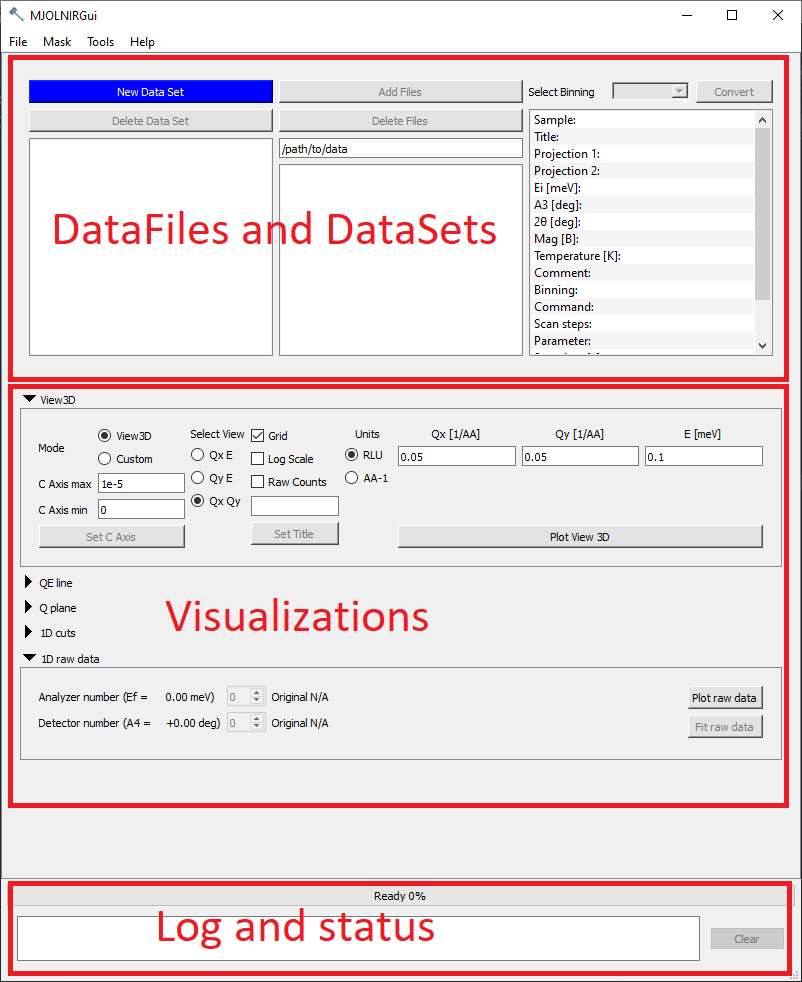 MJOLNIRGui
File Mask Tools Help
New Data Set Add Files Select Binning Convert
Delete Data Set Delete Files
/path/to/data
Sample:
Title:
Projection 1:
Projection 2:
Ei [meV]:
A3 [deg]:
2θ [deg]:
Mag [B]:
Temperature [K]:
Comment:
Binning:
Command:
Scan steps:
Parameter:
DataFiles and DataSets
View3D
Mode View3D Select View Grid Units Qx [1/AA] Qy [1/AA] E [meV]
Custom Qx E Log Scale RLU 0.05 0.05 0.1
C Axis max 1e-5 Qy E Raw Counts AA-1
C Axis min 0 Qx Qy
Set C Axis Set Title Plot View 3D
QE line
Q plane
1D cuts
Visualizations
1D raw data
Analyzer number (Ef = 0.00 meV) 0 Original N/A Plot raw data
Detector number (A4 = +0.00 deg) 0 Original N/A Fit raw data
Ready 0%
Log and status
Clear